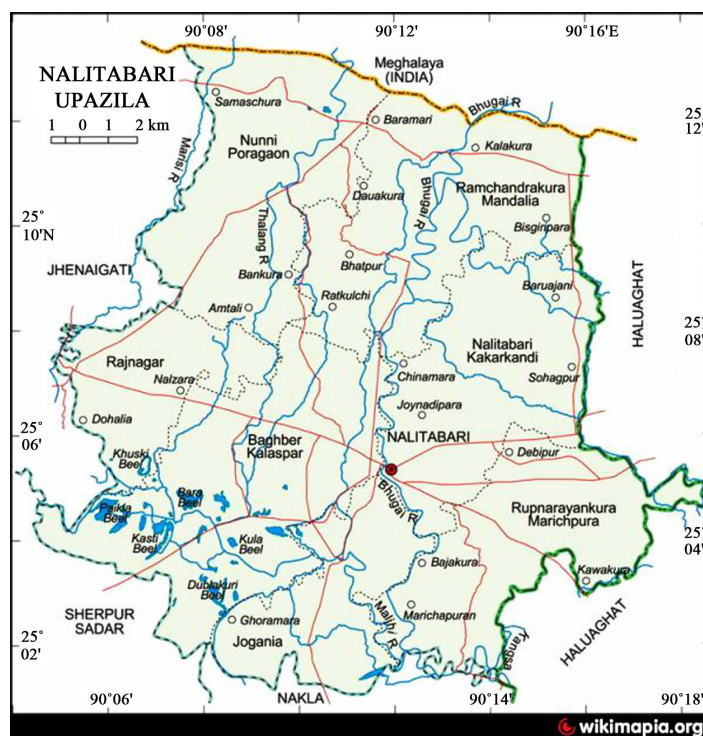 90°08'
90°12'
90°16'E
NALITABARI
UPAZILA
1 0 1 2 km
Meghalaya
(INDIA)
Bhugai R
25°
12'
Samaschura
Baramari
Kalakura
Mansi R
Nunni
Poragaon
Dauakura
Bhugai R
Ramchandrakura
Mandalia
Bisgiripara
25°
10'N
Thalang R
Bhatpur
JHENAIGATI
Bankura
Baruajani
HALUAGHAT
Amtali
Ratkulchi
25°
08'
Rajnagar
Nalitabari
Kakarkandi
Chinamara
Sohagpur
Nalzara
Joynadipara
Dohalia
25°
06'
Baghber
Kalaspar
NALITABARI
Debipur
Khuski
Beel
Bara
Beel
Paikla
Beel
Bhugai R
Rupnarayankura
Marichpura
Kasti
Beel
Kula
Beel
25°
04'
Bajakura
Kawakura
Dublakuri
Beel
SHERPUR
SADAR
Ghoramara
Malihi R
Marichapuran
Jogania
Kangsa
HALUAGHAT
25°
02'
NAKLA
90°06'
90°14'
90°18'
wikimapia.org